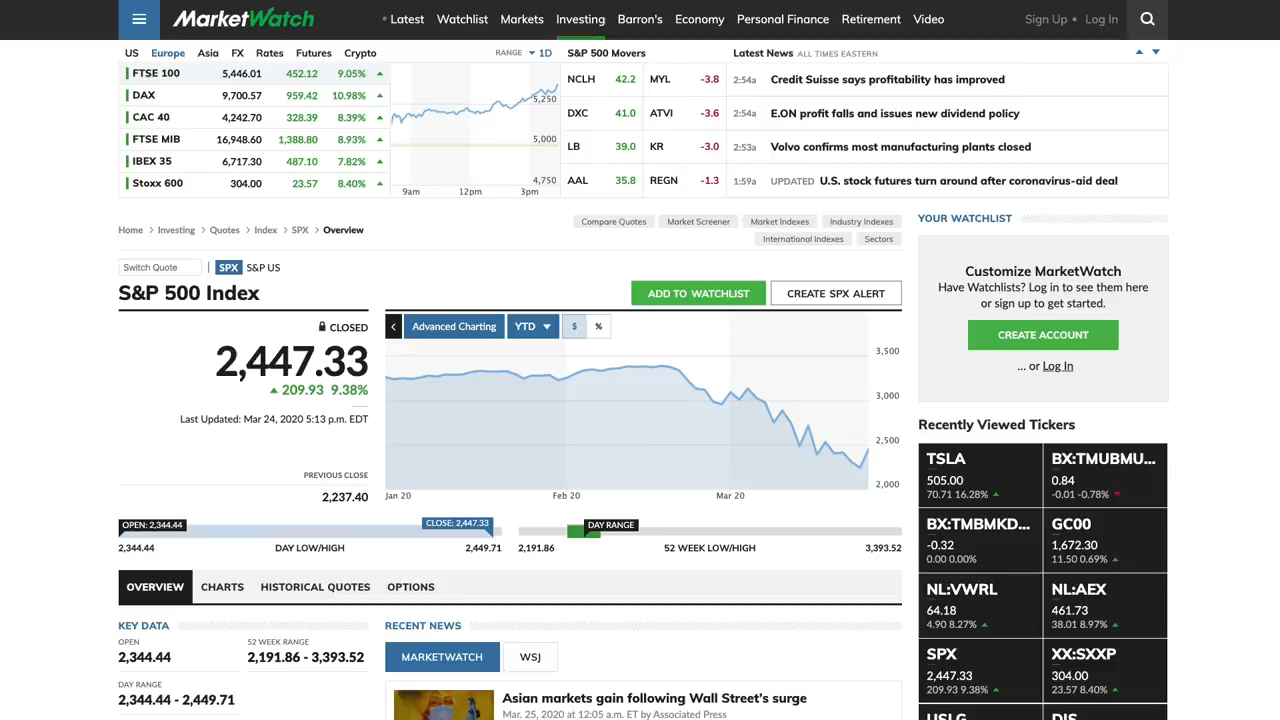 MarketWatch
Latest Watchlist Markets Investing Barron's Economy Personal Finance Retirement Video
Sign Up • Log In
US Europe Asia FX Rates Futures Crypto
RANGE 1D
FTSE 100 5,446.01 452.12 9.05%
DAX 9,700.57 959.42 10.98%
CAC 40 4,242.70 328.39 8.39%
FTSE MIB 16,948.60 1,388.80 8.93%
IBEX 35 6,717.30 487.10 7.82%
Stoxx 600 304.00 23.57 8.40%
5,250
5,000
4,750
9am 12pm 3pm
S&P 500 Movers
NCLH 42.2 MYL -3.8
DXC 41.0 ATVI -3.6
LB 39.0 KR -3.0
AAL 35.8 REGN -1.3
Latest News ALL TIMES EASTERN
2:54a Credit Suisse says profitability has improved
2:54a E.ON profit falls and issues new dividend policy
2:53a Volvo confirms most manufacturing plants closed
1:59a UPDATED U.S. stock futures turn around after coronavirus-aid deal
Home > Investing > Quotes > Index > SPX > Overview
Compare Quotes Market Screener Market Indexes Industry Indexes
International Indexes Sectors
Switch Quote | SPX S&P US
S&P 500 Index
ADD TO WATCHLIST CREATE SPX ALERT
CLOSED
2,447.33
209.93 9.38%
Last Updated: Mar 24, 2020 5:13 p.m. EDT
PREVIOUS CLOSE
2,237.40
< Advanced Charting YTD $ %
3,500
3,000
2,500
2,000
Jan 20 Feb 20 Mar 20
OPEN: 2,344.44 CLOSE: 2,447.33
2,344.44 DAY LOW/HIGH 2,449.71
DAY RANGE
2,191.86 52 WEEK LOW/HIGH 3,393.52
OVERVIEW CHARTS HISTORICAL QUOTES OPTIONS
KEY DATA
OPEN
2,344.44
52 WEEK RANGE
2,191.86 - 3,393.52
DAY RANGE
2,344.44 - 2,449.71
RECENT NEWS
MARKETWATCH WSJ
Asian markets gain following Wall Street's surge
Mar. 25, 2020 at 12:05 a.m. ET by Associated Press
YOUR WATCHLIST
Customize MarketWatch
Have Watchlists? Log in to see them here
or sign up to get started.
CREATE ACCOUNT
... or Log In
Recently Viewed Tickers
TSLA
505.00
70.71 16.28%
BX:TMUBMU...
0.84
-0.01 -0.78%
BX:TMBMKD...
-0.32
0.00 0.00%
GC00
1,672.30
11.50 0.69%
NL:VWRL
64.18
4.90 8.27%
NL:AEX
461.73
38.01 8.97%
SPX
2,447.33
209.93 9.38%
XX:SXXP
304.00
23.57 8.40%